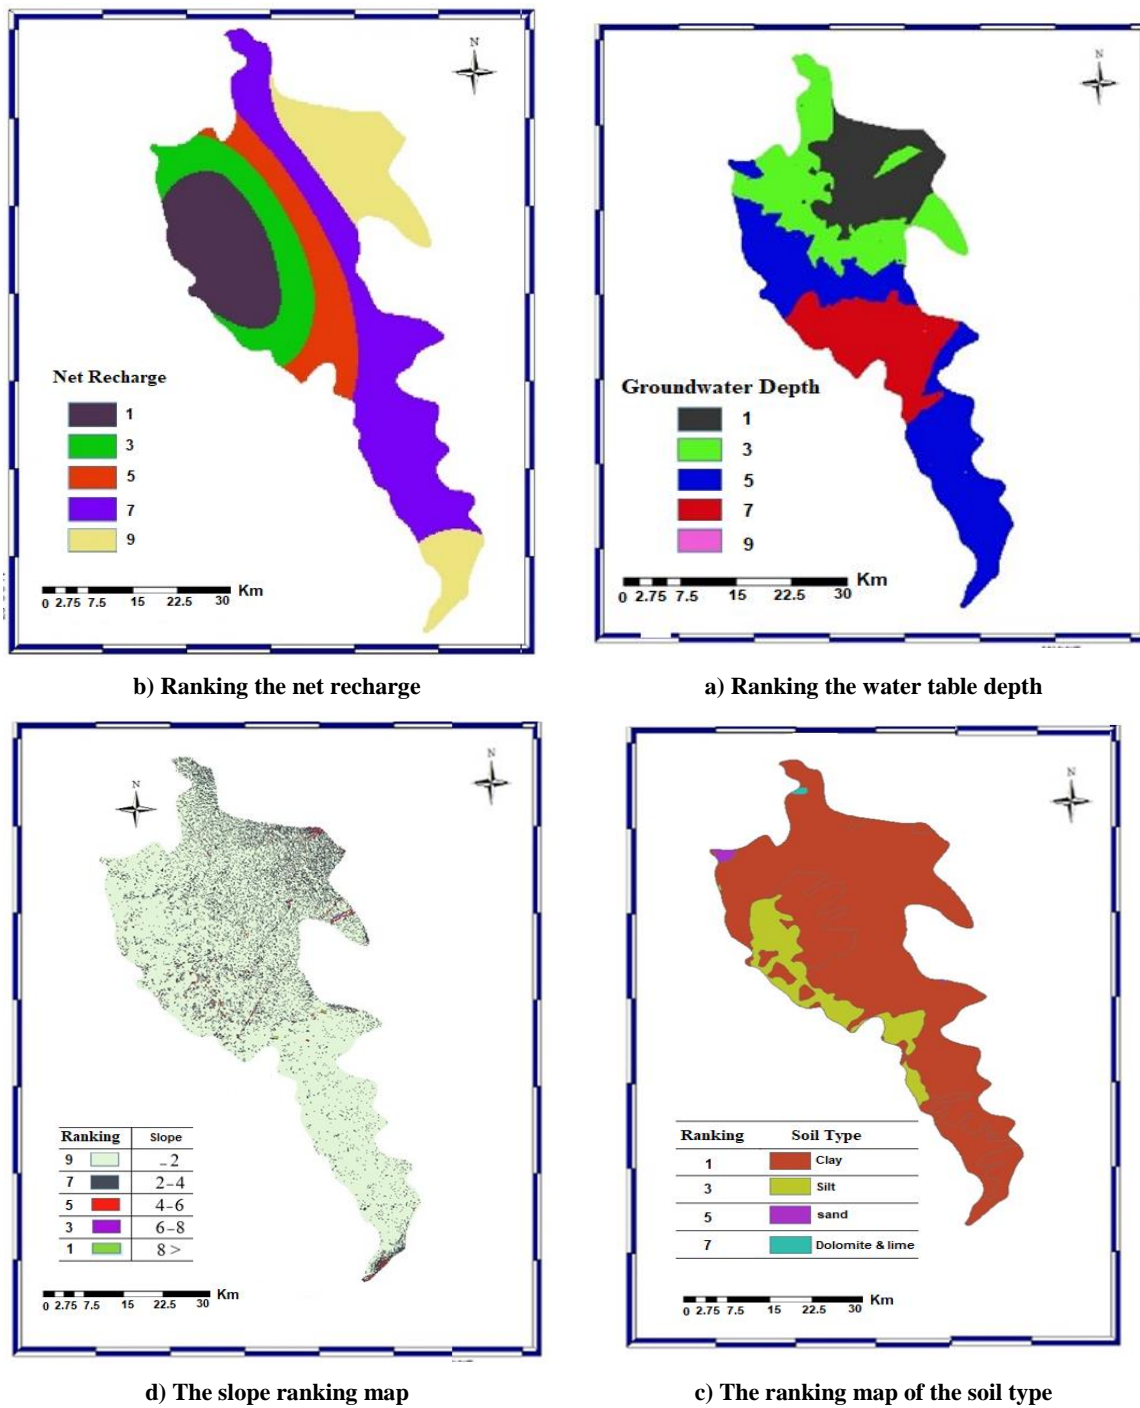 N
Net Recharge
1
3
5
7
9
Km
0 2.75 7.5 15 22.5 30
b) Ranking the net recharge
N
Groundwater Depth
1
3
5
7
9
Km
0 2.75 7.5 15 22.5 30
a) Ranking the water table depth
N
N
Ranking Slope
9 -2
7 2-4
5 4-6
3 6-8
1 8 >
Km
0 2.75 7.5 15 22.5 30
d) The slope ranking map
N
Ranking Soil Type
1 Clay
3 Silt
5 sand
7 Dolomite & lime
Km
0 2.75 7.5 15 22.5 30
c) The ranking map of the soil type